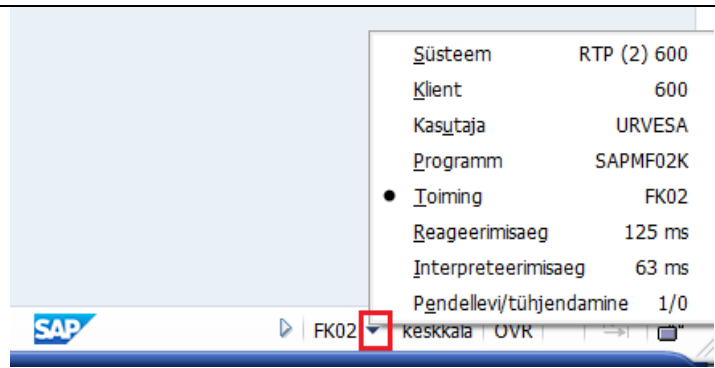 Süsteem RTP (2) 600
Klient 600
Kasutaja URVESA
Programm SAPMF02K
Toiming FK02
Reageerimisaeg 125 ms
Interpreteerimisaeg 63 ms
Pendellevi/tühjendamine 1/0
SAP FK02 keskkala OVR